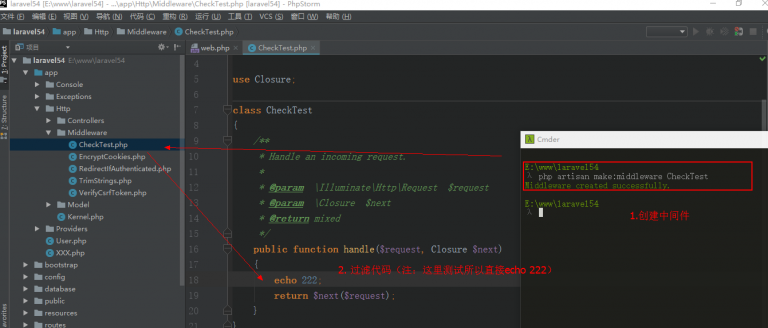 laravel54 [E:\www\laravel54] - ...\app\Http\Middleware\CheckTest.php [laravel54] - PhpStorm
文件(F) 编辑(E) 视图(V) 导航(N) 代码(C) 重构(R) 运行(U) 工具(T) VCS(S) 窗口(W) 帮助(H)
laravel54 app Http Middleware CheckTest.php
项目
web.php × CheckTest.php ×
1: Project
7: Structure
avorites
laravel54 E:\www\laravel54
app
Console
Exceptions
Http
Controllers
Middleware
CheckTest.php
EncryptCookies.php
RedirectIfAuthenticated.php
TrimStrings.php
VerifyCsrfToken.php
Model
Kernel.php
Providers
User.php
XXX.php
bootstrap
config
database
public
resources
routes
4
5 use Closure;
6
7 class CheckTest
8 {
9 /**
10 * Handle an incoming request.
11 *
12 * @param \Illuminate\Http\Request $request
13 * @param \Closure $next
14 * @return mixed
15 */
16 public function handle($request, Closure $next)
17 {
18 echo 222;
19 return $next($request);
20 }
21 }
2. 过滤代码（注：这里测试所以直接echo 222）
Cmder
E:\www\laravel54
λ php artisan make:middleware CheckTest
Middleware created successfully.
E:\www\laravel54
λ
1.创建中间件